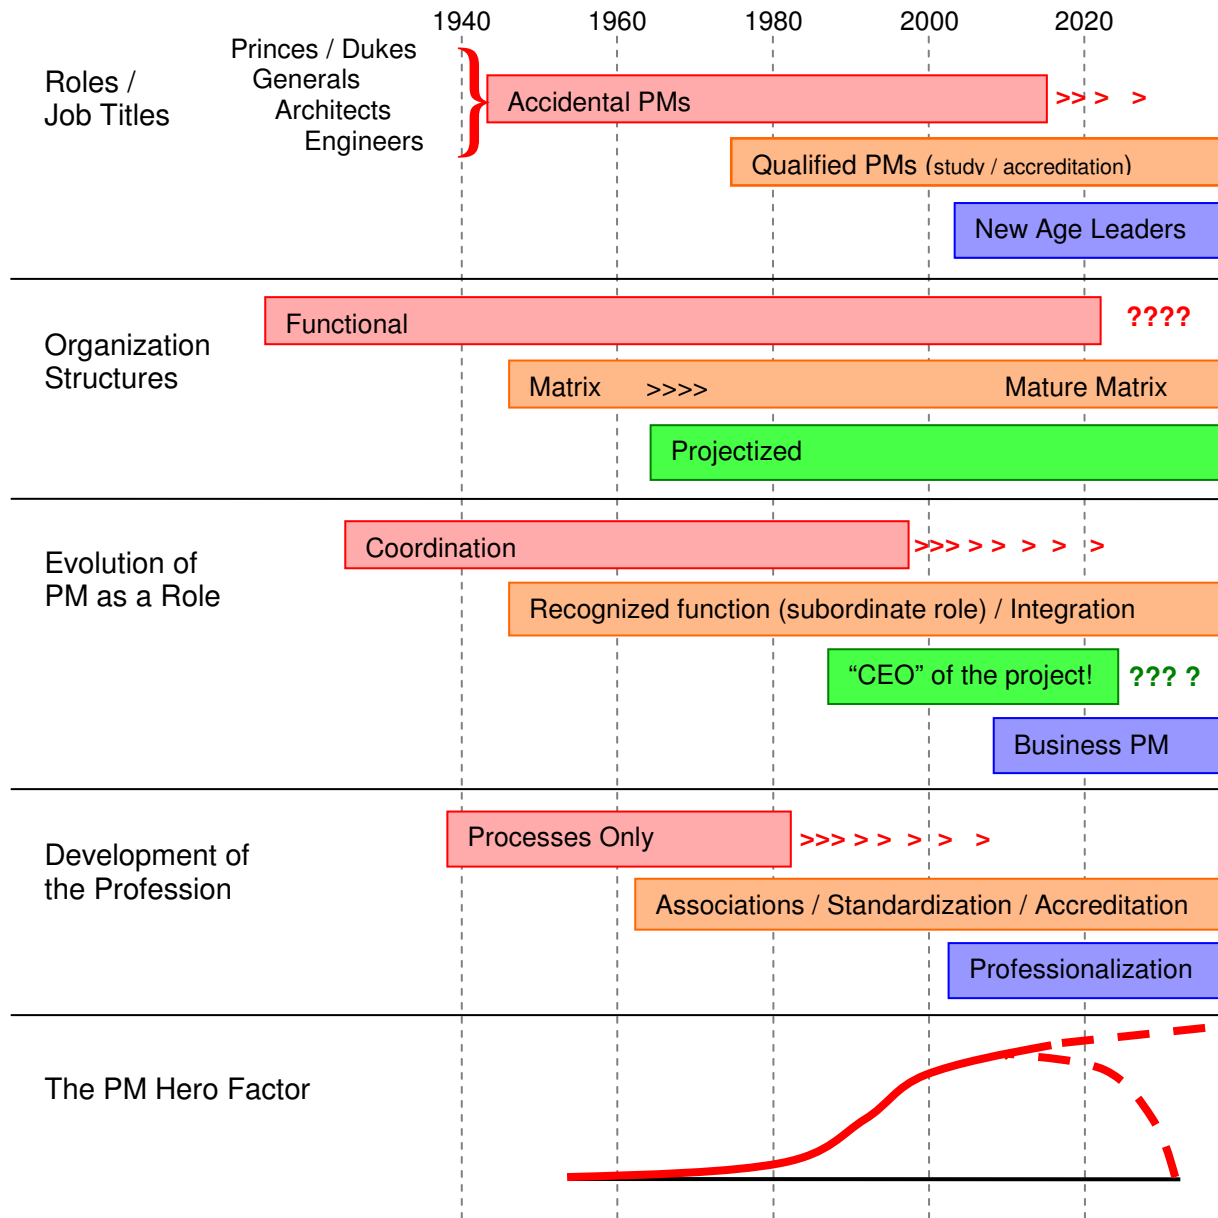 1940 1960 1980 2000 2020
Roles /
Job Titles
Princes / Dukes
Generals
Architects
Engineers
Accidental PMs >>> >
Qualified PMs (study / accreditation)
New Age Leaders
Organization
Structures
Functional ????
Matrix >>>> Mature Matrix
Projectized
Evolution of
PM as a Role
Coordination >>> > > > > >
Recognized function (subordinate role) / Integration
“CEO” of the project! ??? ?
Business PM
Development of
the Profession
Processes Only >>> > > > > >
Associations / Standardization / Accreditation
Professionalization
The PM Hero Factor